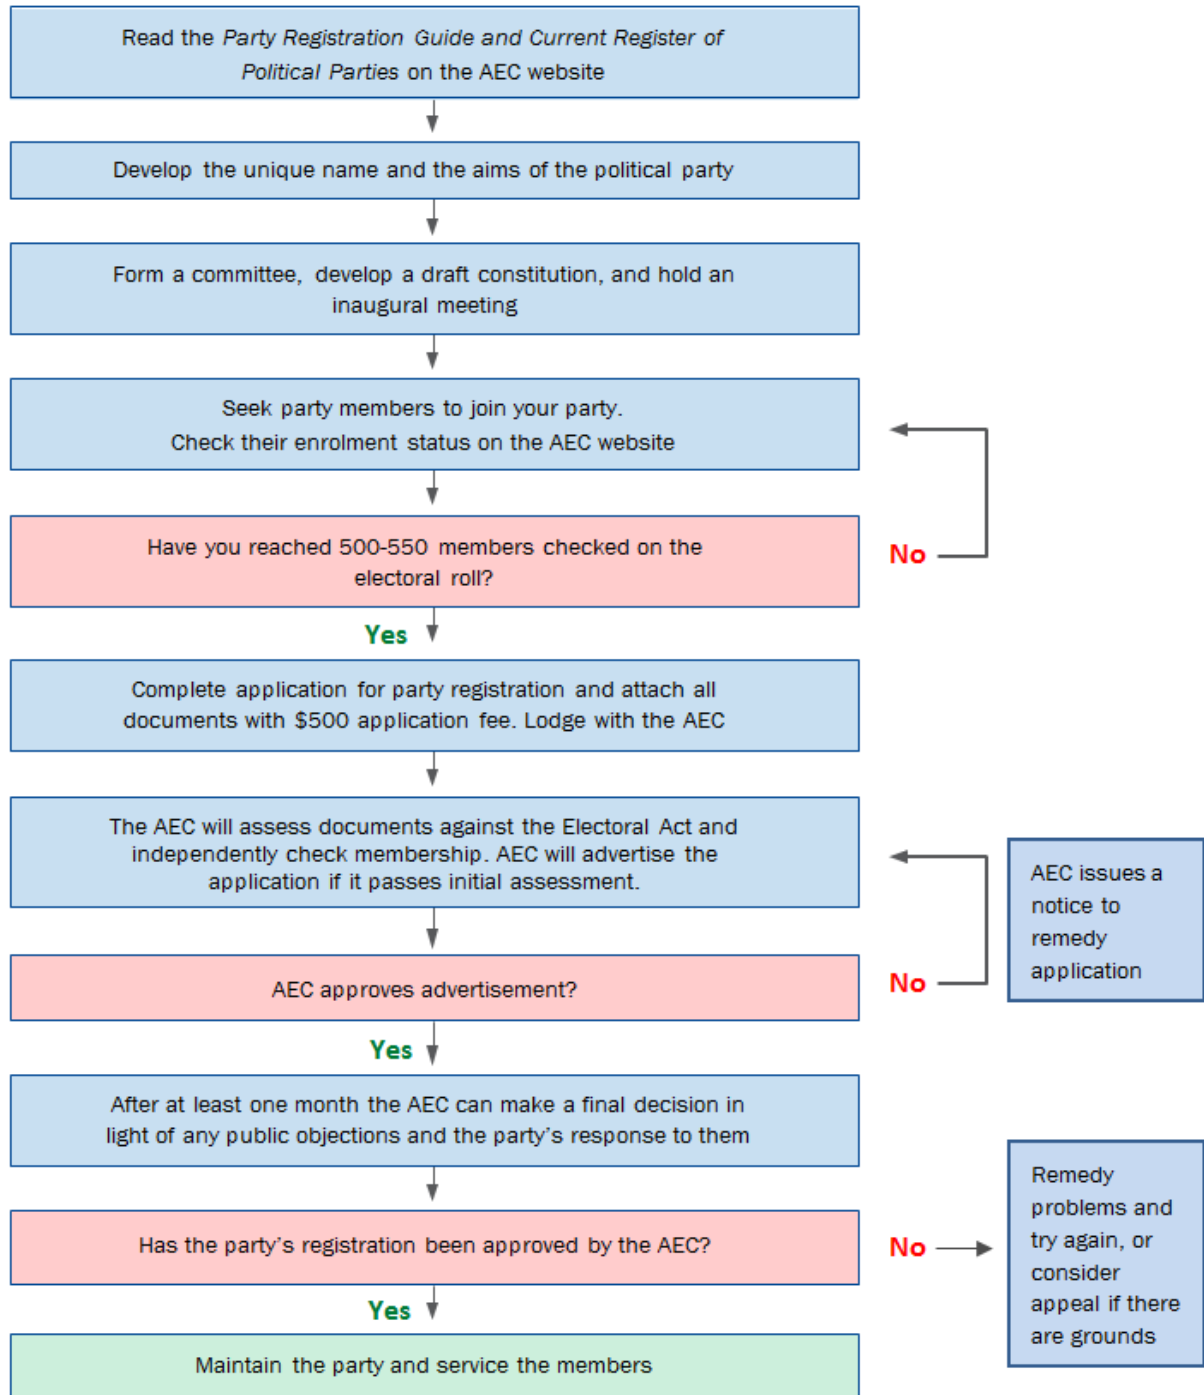 Read the Party Registration Guide and Current Register of
Political Parties on the AEC website
Develop the unique name and the aims of the political party
Form a committee, develop a draft constitution, and hold an
inaugural meeting
Seek party members to join your party.
Check their enrolment status on the AEC website
Have you reached 500-550 members checked on the
electoral roll?
No
Yes
Complete application for party registration and attach all
documents with $500 application fee. Lodge with the AEC
The AEC will assess documents against the Electoral Act and
independently check membership. AEC will advertise the
application if it passes initial assessment.
AEC issues a
notice to
remedy
application
AEC approves advertisement?
No
Yes
After at least one month the AEC can make a final decision in
light of any public objections and the party's response to them
Has the party's registration been approved by the AEC?
No
Remedy
problems and
try again, or
consider
appeal if there
are grounds
Yes
Maintain the party and service the members